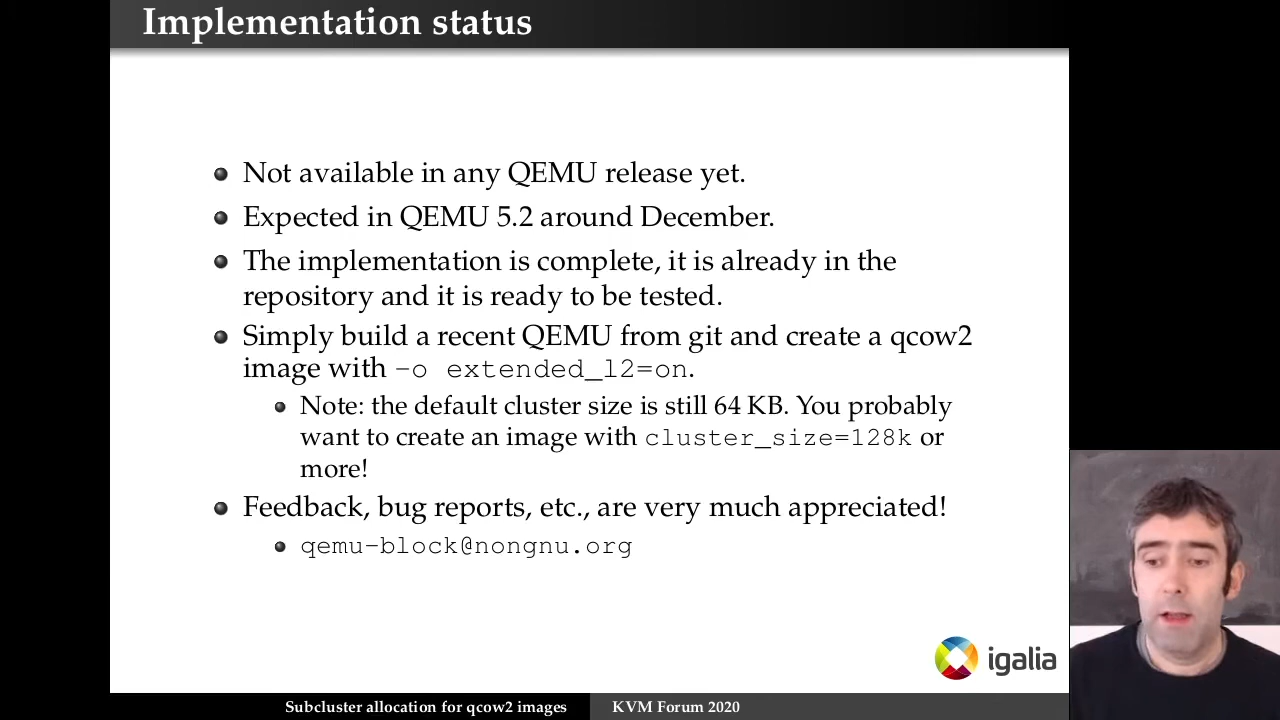 Implementation status
Not available in any QEMU release yet.
Expected in QEMU 5.2 around December.
The implementation is complete, it is already in the
repository and it is ready to be tested.
Simply build a recent QEMU from git and create a qcow2
image with -o extended_l2=on.
Note: the default cluster size is still 64 KB. You probably
want to create an image with cluster_size=128k or
more!
Feedback, bug reports, etc., are very much appreciated!
qemu-block@nongnu.org
igalia
Subcluster allocation for qcow2 images
KVM Forum 2020